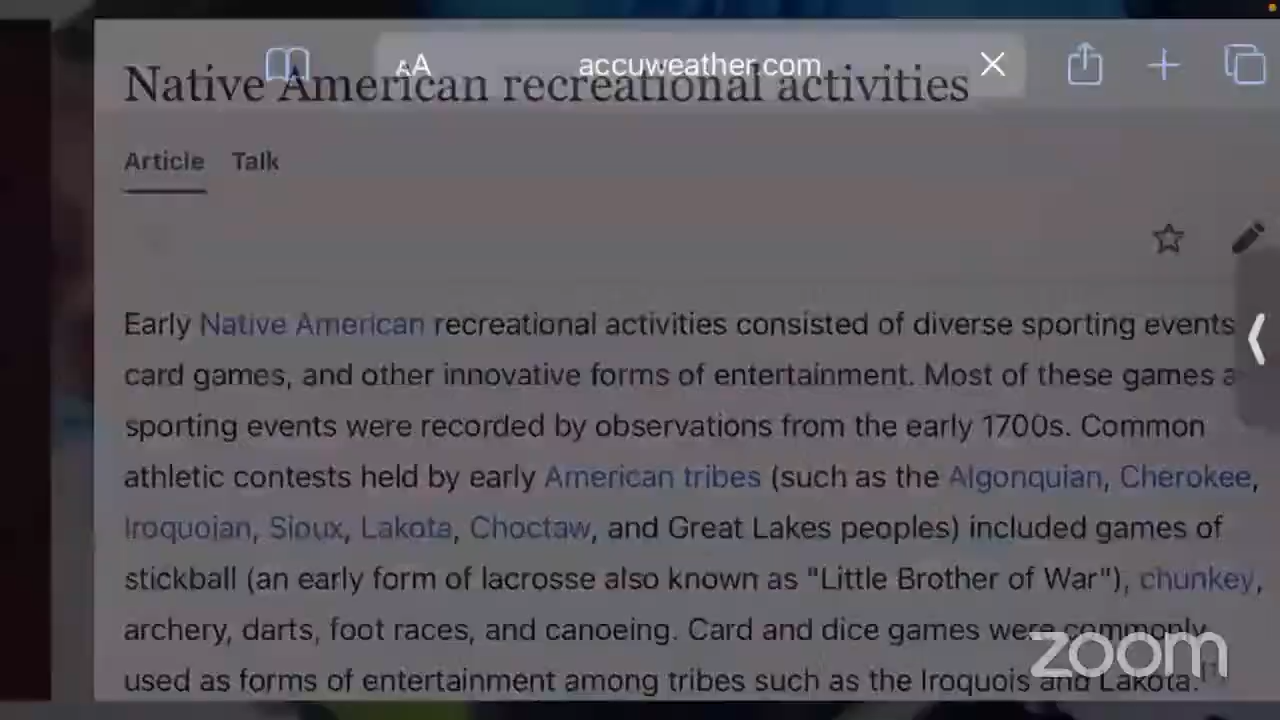 AA accuweather.com
Native American recreational activities
Article Talk
Early Native American recreational activities consisted of diverse sporting events
card games, and other innovative forms of entertainment. Most of these games a
sporting events were recorded by observations from the early 1700s. Common
athletic contests held by early American tribes (such as the Algonquian, Cherokee,
Iroquoian, Sioux, Lakota, Choctaw, and Great Lakes peoples) included games of
stickball (an early form of lacrosse also known as "Little Brother of War"), chunkey,
archery, darts, foot races, and canoeing. Card and dice games were commonly
used as forms of entertainment among tribes such as the Iroquois and Lakota.
zoom